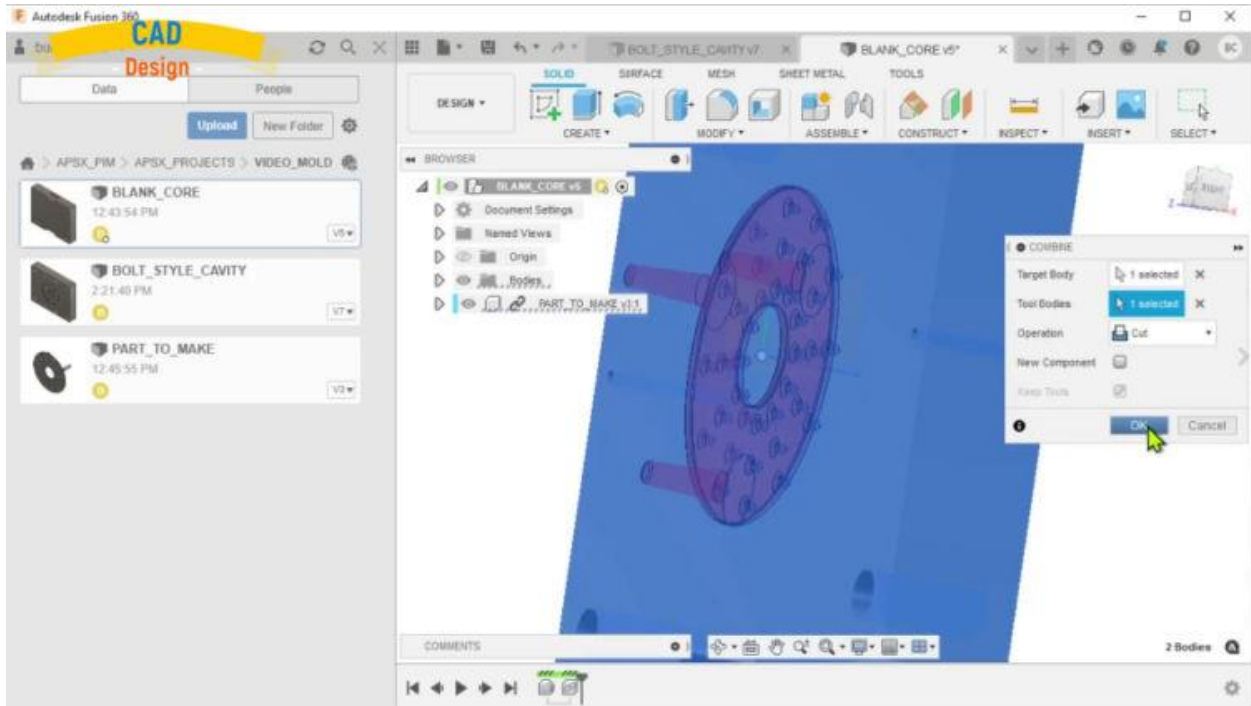 Autodesk Fusion 360
CAD
Design
Data
People
Upload
New Folder
APSX_PIM > APSX_PROJECTS > VIDEO_MOLD
BLANK_CORE
12:43:54 PM
V5
BOLT_STYLE_CAVITY
2:21:40 PM
V7
PART_TO_MAKE
12:45:55 PM
V3
BOLT_STYLE_CAVITY v7
BLANK_CORE v5*
DESIGN
SOLID
SURFACE
MESH
SHEET METAL
TOOLS
CREATE
MODIFY
ASSEMBLE
CONSTRUCT
INSPECT
INSERT
SELECT
BROWSER
BLANK_CORE v5
Document Settings
Named Views
Origin
Bodies
PART_TO_MAKE v3:1
COMBINE
Target Body
1 selected
Tool Bodies
1 selected
Operation
Cut
New Component
Keep Tools
OK
Cancel
COMMENTS
2 Bodies